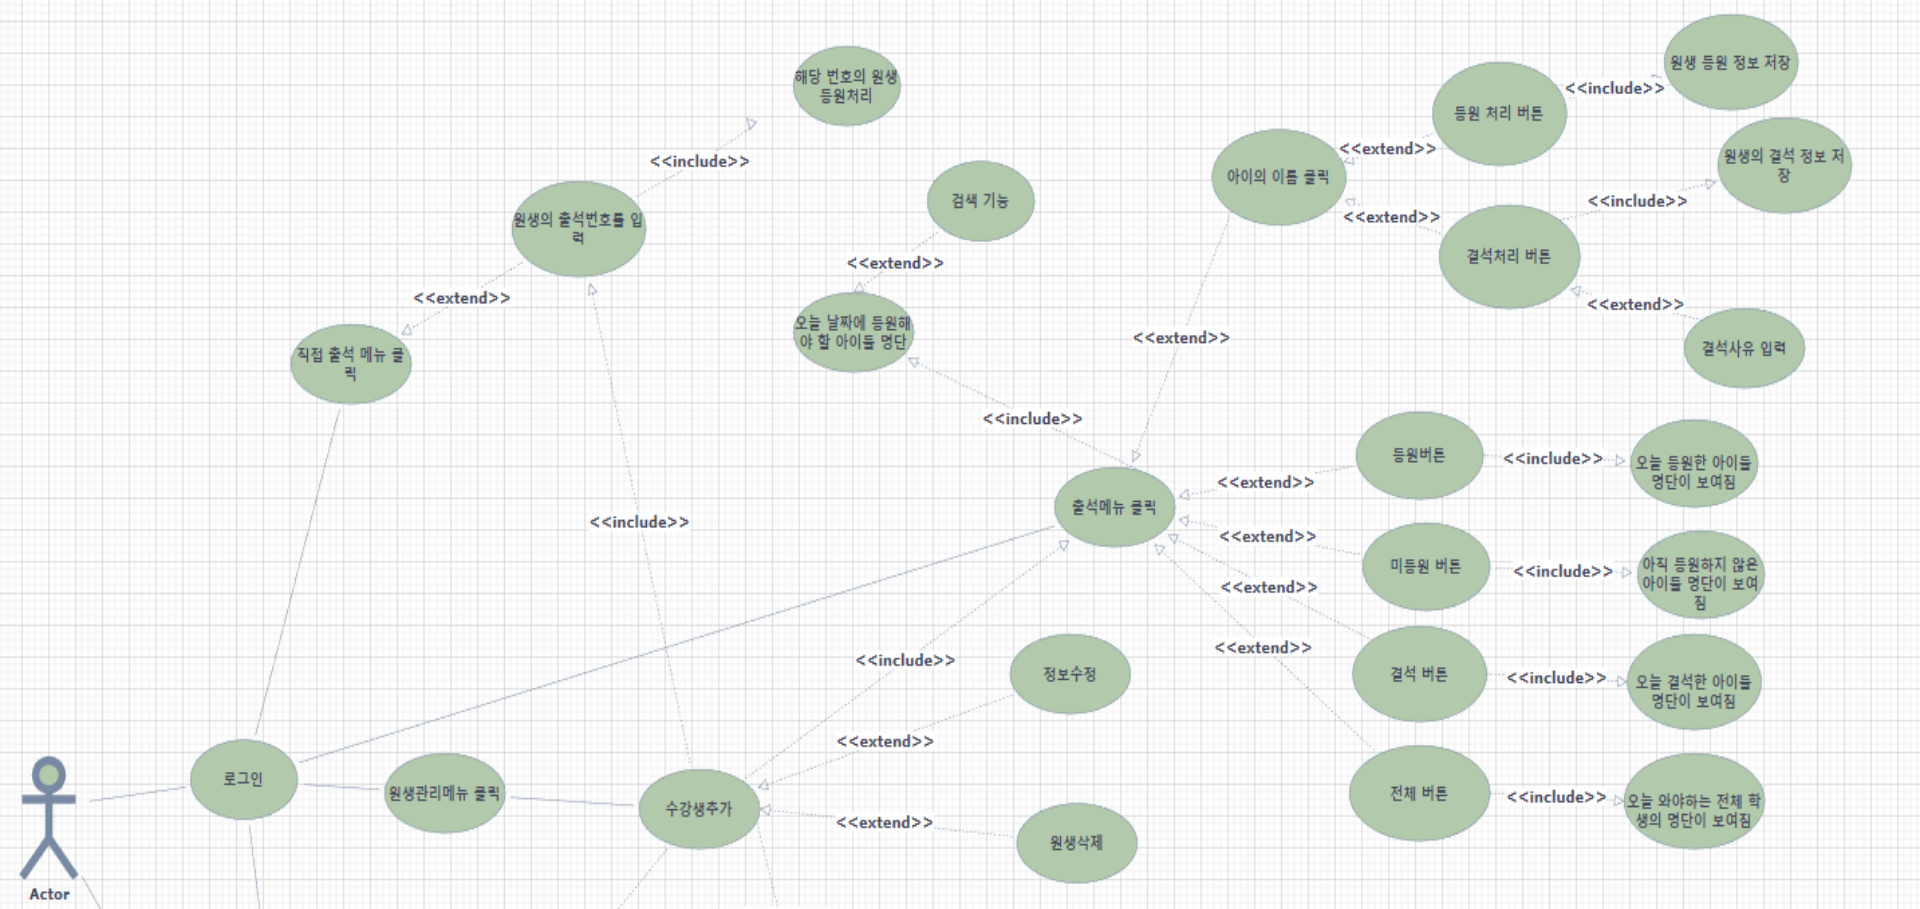 해당 번호의 원생
등원처리
<<include>>
원생의 출석번호를 입
력
<<extend>>
직접 출석 메뉴 클
릭
검색 기능
<<extend>>
오늘 날짜에 등원해
야 할 아이들 명단
<<include>>
<<include>>
아이의 이름 클릭
<<extend>>
등원 처리 버튼
<<include>>
원생 등원 정보 저장
<<extend>>
결석처리 버튼
<<include>>
원생의 결석 정보 저
장
<<extend>>
결석사유 입력
<<extend>>
출석메뉴 클릭
<<extend>>
등원버튼
<<include>>
오늘 등원한 아이들
명단이 보여짐
<<extend>>
미등원 버튼
<<include>>
아직 등원하지 않은
아이들 명단이 보여
짐
<<extend>>
결석 버튼
<<include>>
오늘 결석한 아이들
명단이 보여짐
<<extend>>
전체 버튼
<<include>>
오늘 와야하는 전체 학
생의 명단이 보여짐
<<include>>
정보수정
<<extend>>
로그인
원생관리메뉴 클릭
수강생추가
<<extend>>
원생삭제
Actor